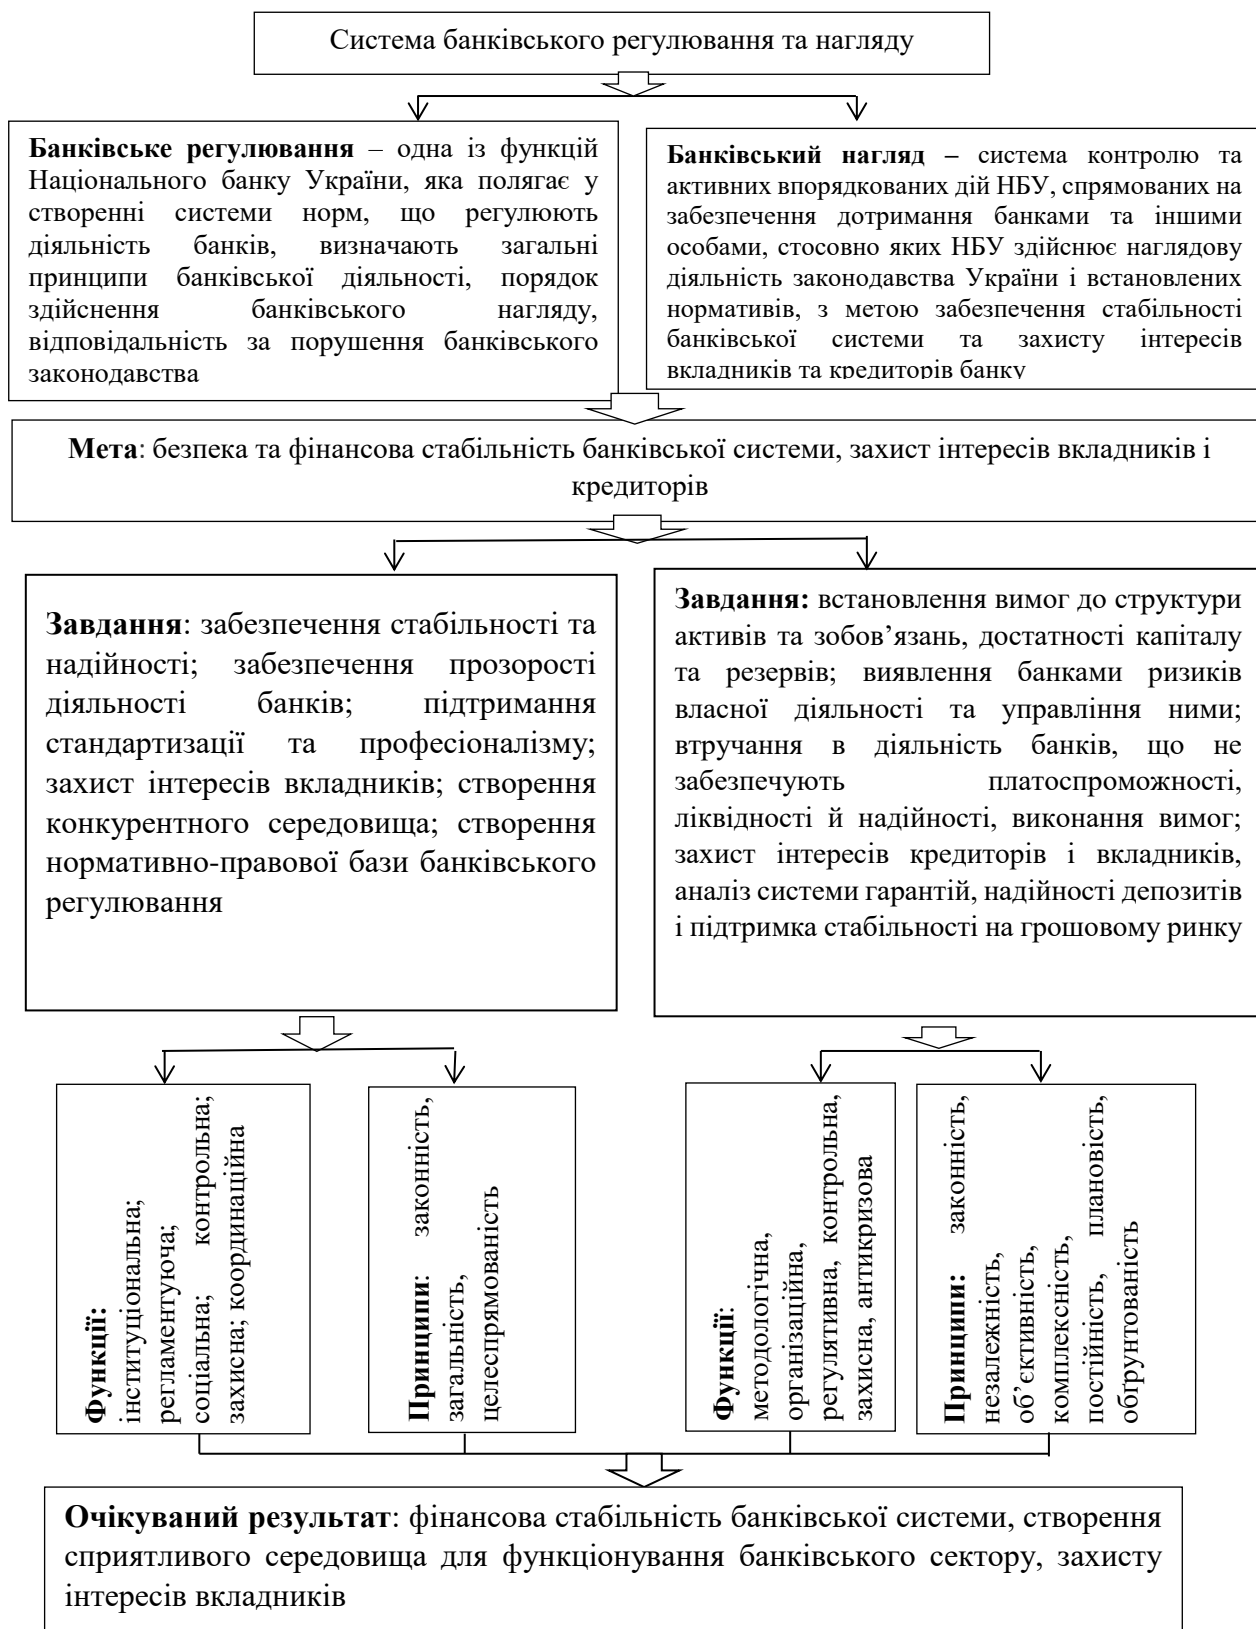 Система банківського регулювання та нагляду
Банківське регулювання – одна із функцій
Національного банку України, яка полягає у
створенні системи норм, що регулюють
діяльність банків, визначають загальні
принципи банківської діяльності, порядок
здійснення банківського нагляду,
відповідальність за порушення банківського
законодавства
Банківський нагляд – система контролю та
активних впорядкованих дій НБУ, спрямованих на
забезпечення дотримання банками та іншими
особами, стосовно яких НБУ здійснює наглядову
діяльність законодавства України і встановлених
нормативів, з метою забезпечення стабільності
банківської системи та захисту інтересів
вкладників та кредиторів банку
Мета: безпека та фінансова стабільність банківської системи, захист інтересів вкладників і
кредиторів
Завдання: забезпечення стабільності та
надійності; забезпечення прозорості
діяльності банків; підтримання
стандартизації та професіоналізму;
захист інтересів вкладників; створення
конкурентного середовища; створення
нормативно-правової бази банківського
регулювання
Завдання: встановлення вимог до структури
активів та зобов’язань, достатності капіталу
та резервів; виявлення банками ризиків
власної діяльності та управління ними;
втручання в діяльність банків, що не
забезпечують платоспроможності,
ліквідності й надійності, виконання вимог;
захист інтересів кредиторів і вкладників,
аналіз системи гарантій, надійності депозитів
і підтримка стабільності на грошовому ринку
Функції:
інституціональна;
регламентуюча;
соціальна; контрольна;
захисна; координаційна
Принципи: законність,
загальність,
целеспрямованість
Функції:
методологічна,
організаційна,
регулятивна, контрольна,
захисна, антикризова
Принципи: законність,
незалежність,
об’єктивність,
комплексність,
постійність, плановість,
обґрунтованість
Очікуваний результат: фінансова стабільність банківської системи, створення
сприятливого середовища для функціонування банківського сектору, захисту
інтересів вкладників